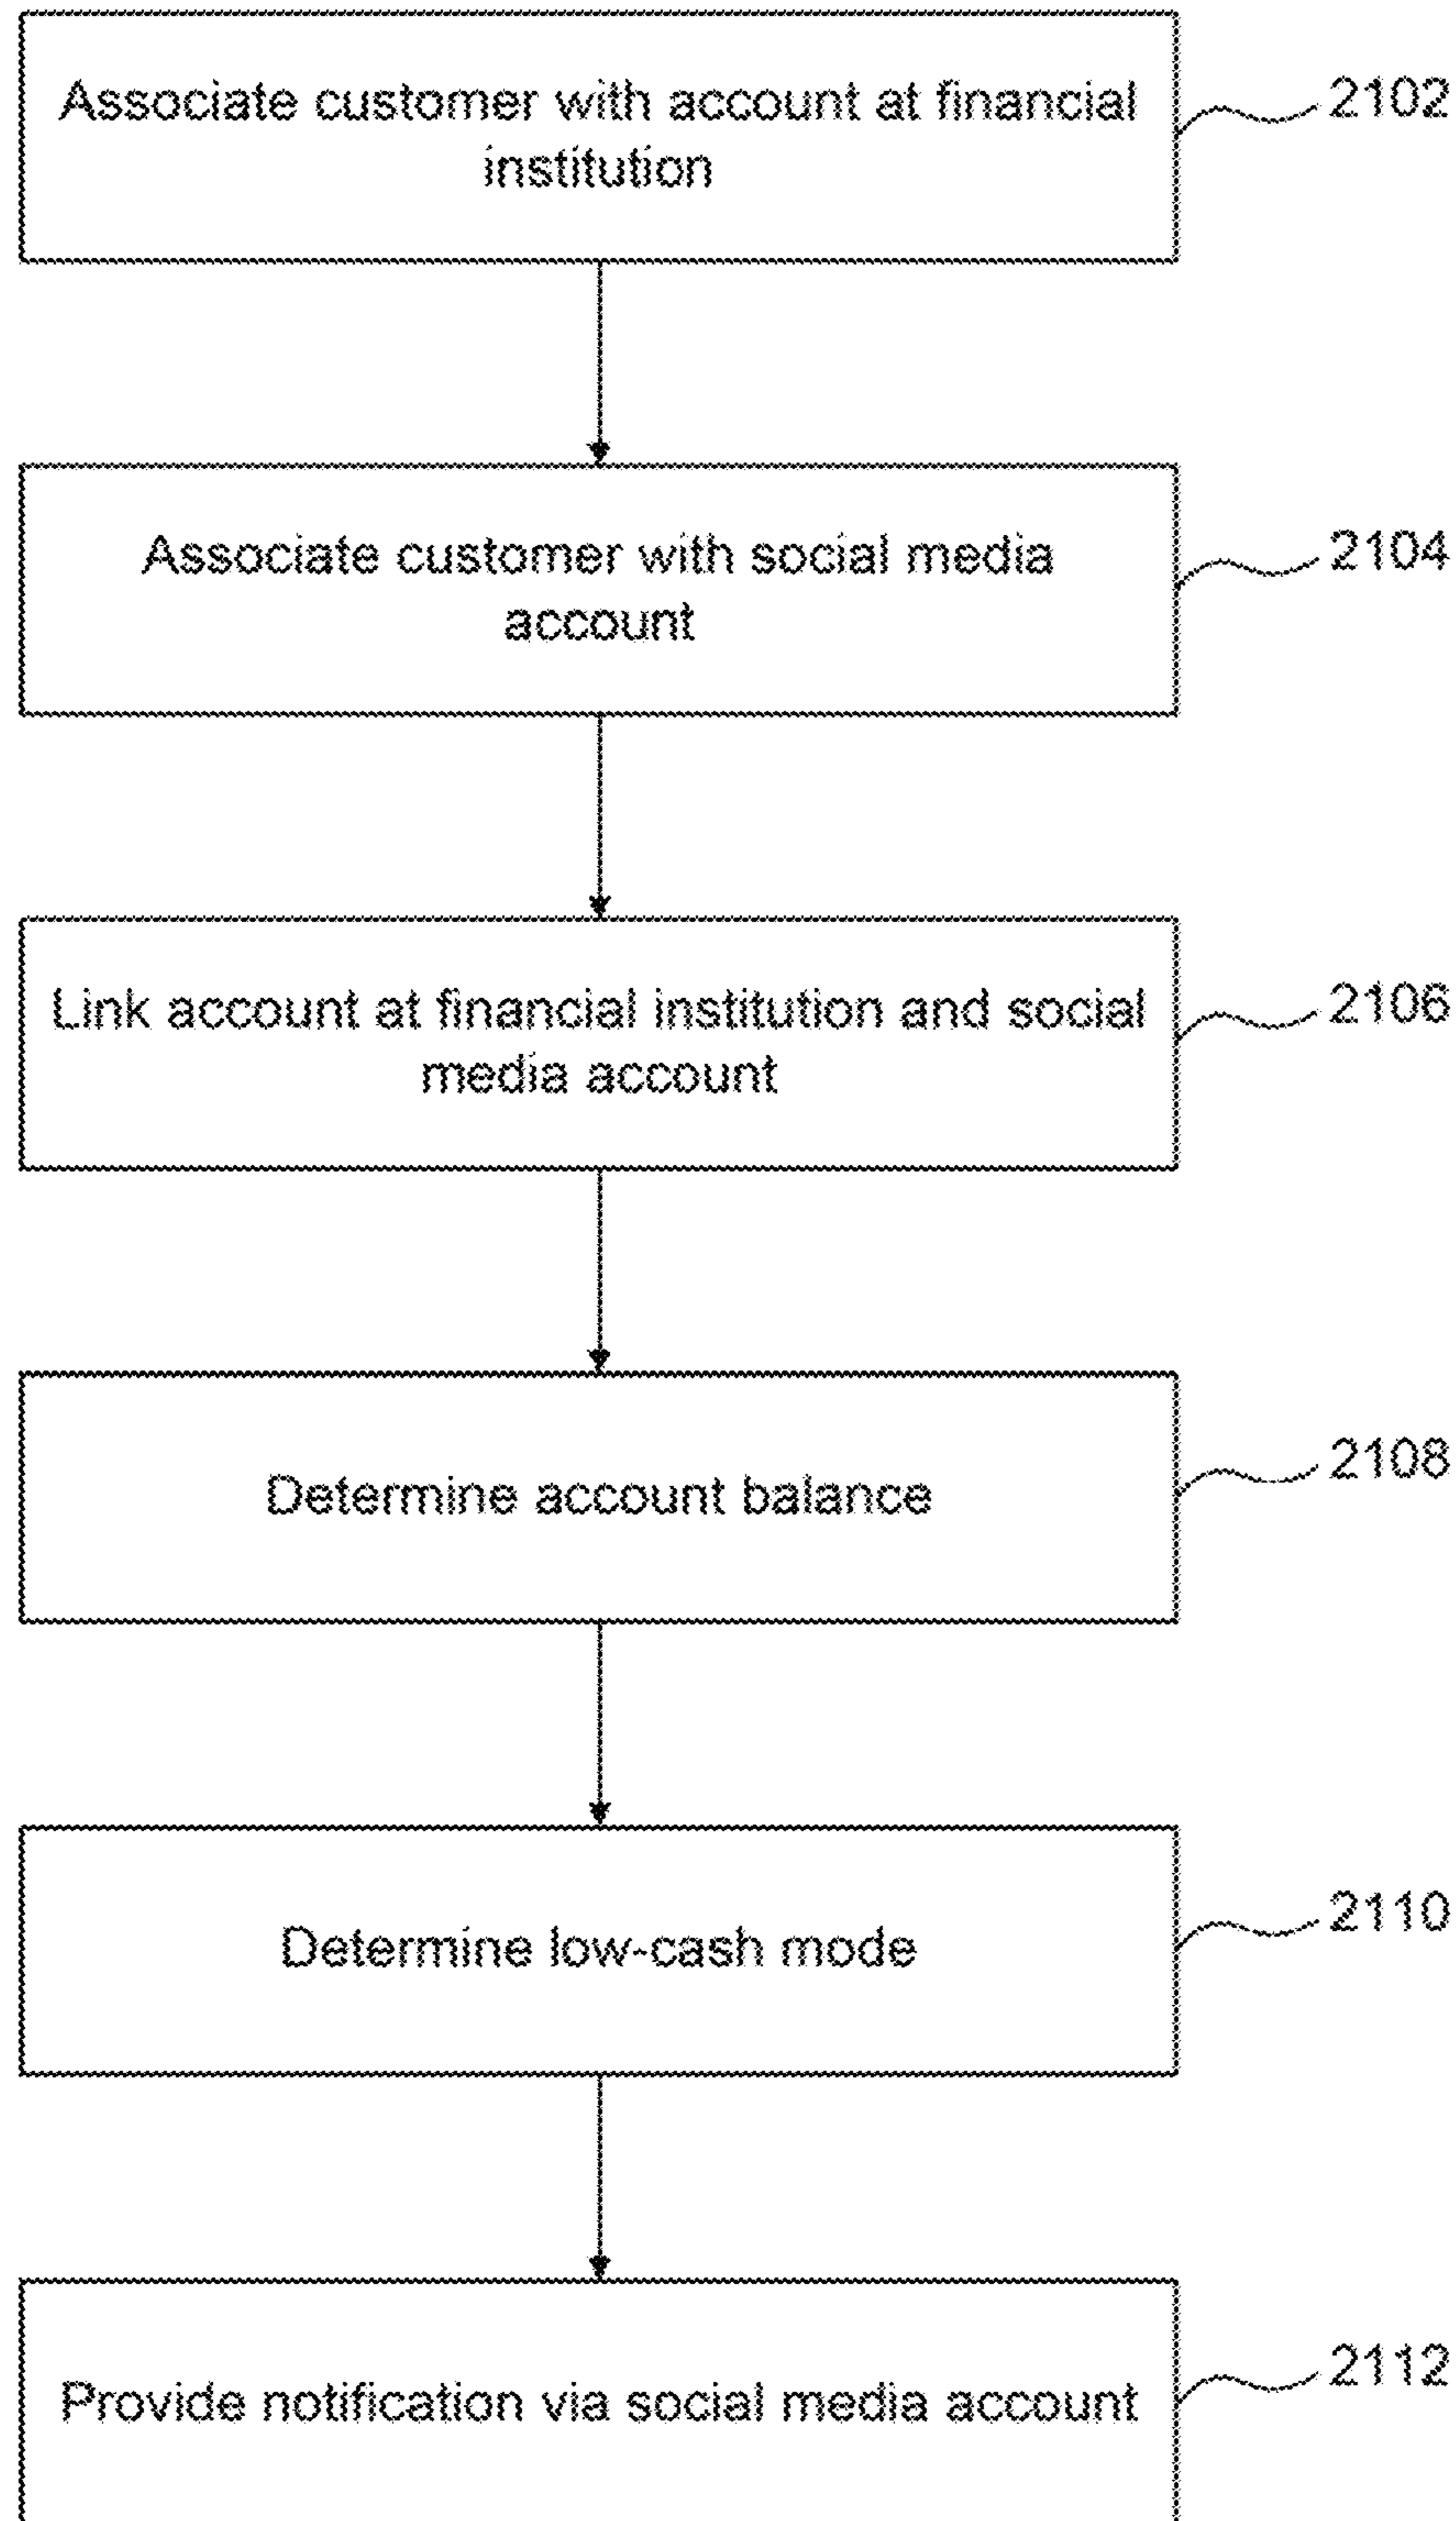 Associate customer with account at financial
institution
2102
Associate customer with social media
account
2104
Link account at financial institution and social
media account
2106
Determine account balance
2108
Determine low-cash mode
2110
Provide notification via social media account
2112